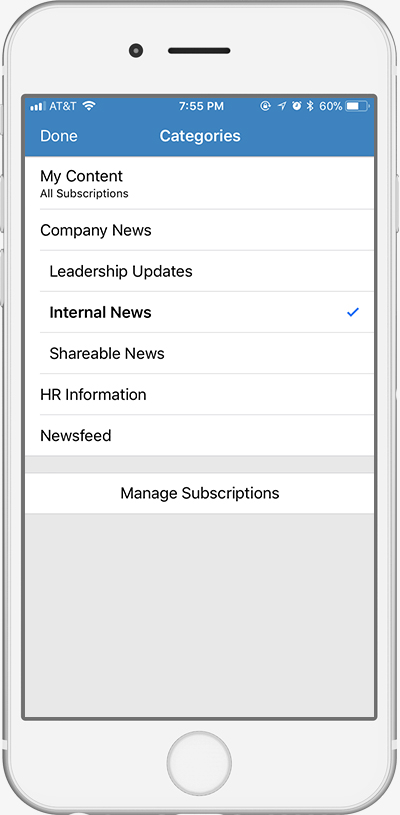 AT&T 7:55 PM 60%
Done Categories
My Content
All Subscriptions
Company News
Leadership Updates
Internal News
Shareable News
HR Information
Newsfeed
Manage Subscriptions